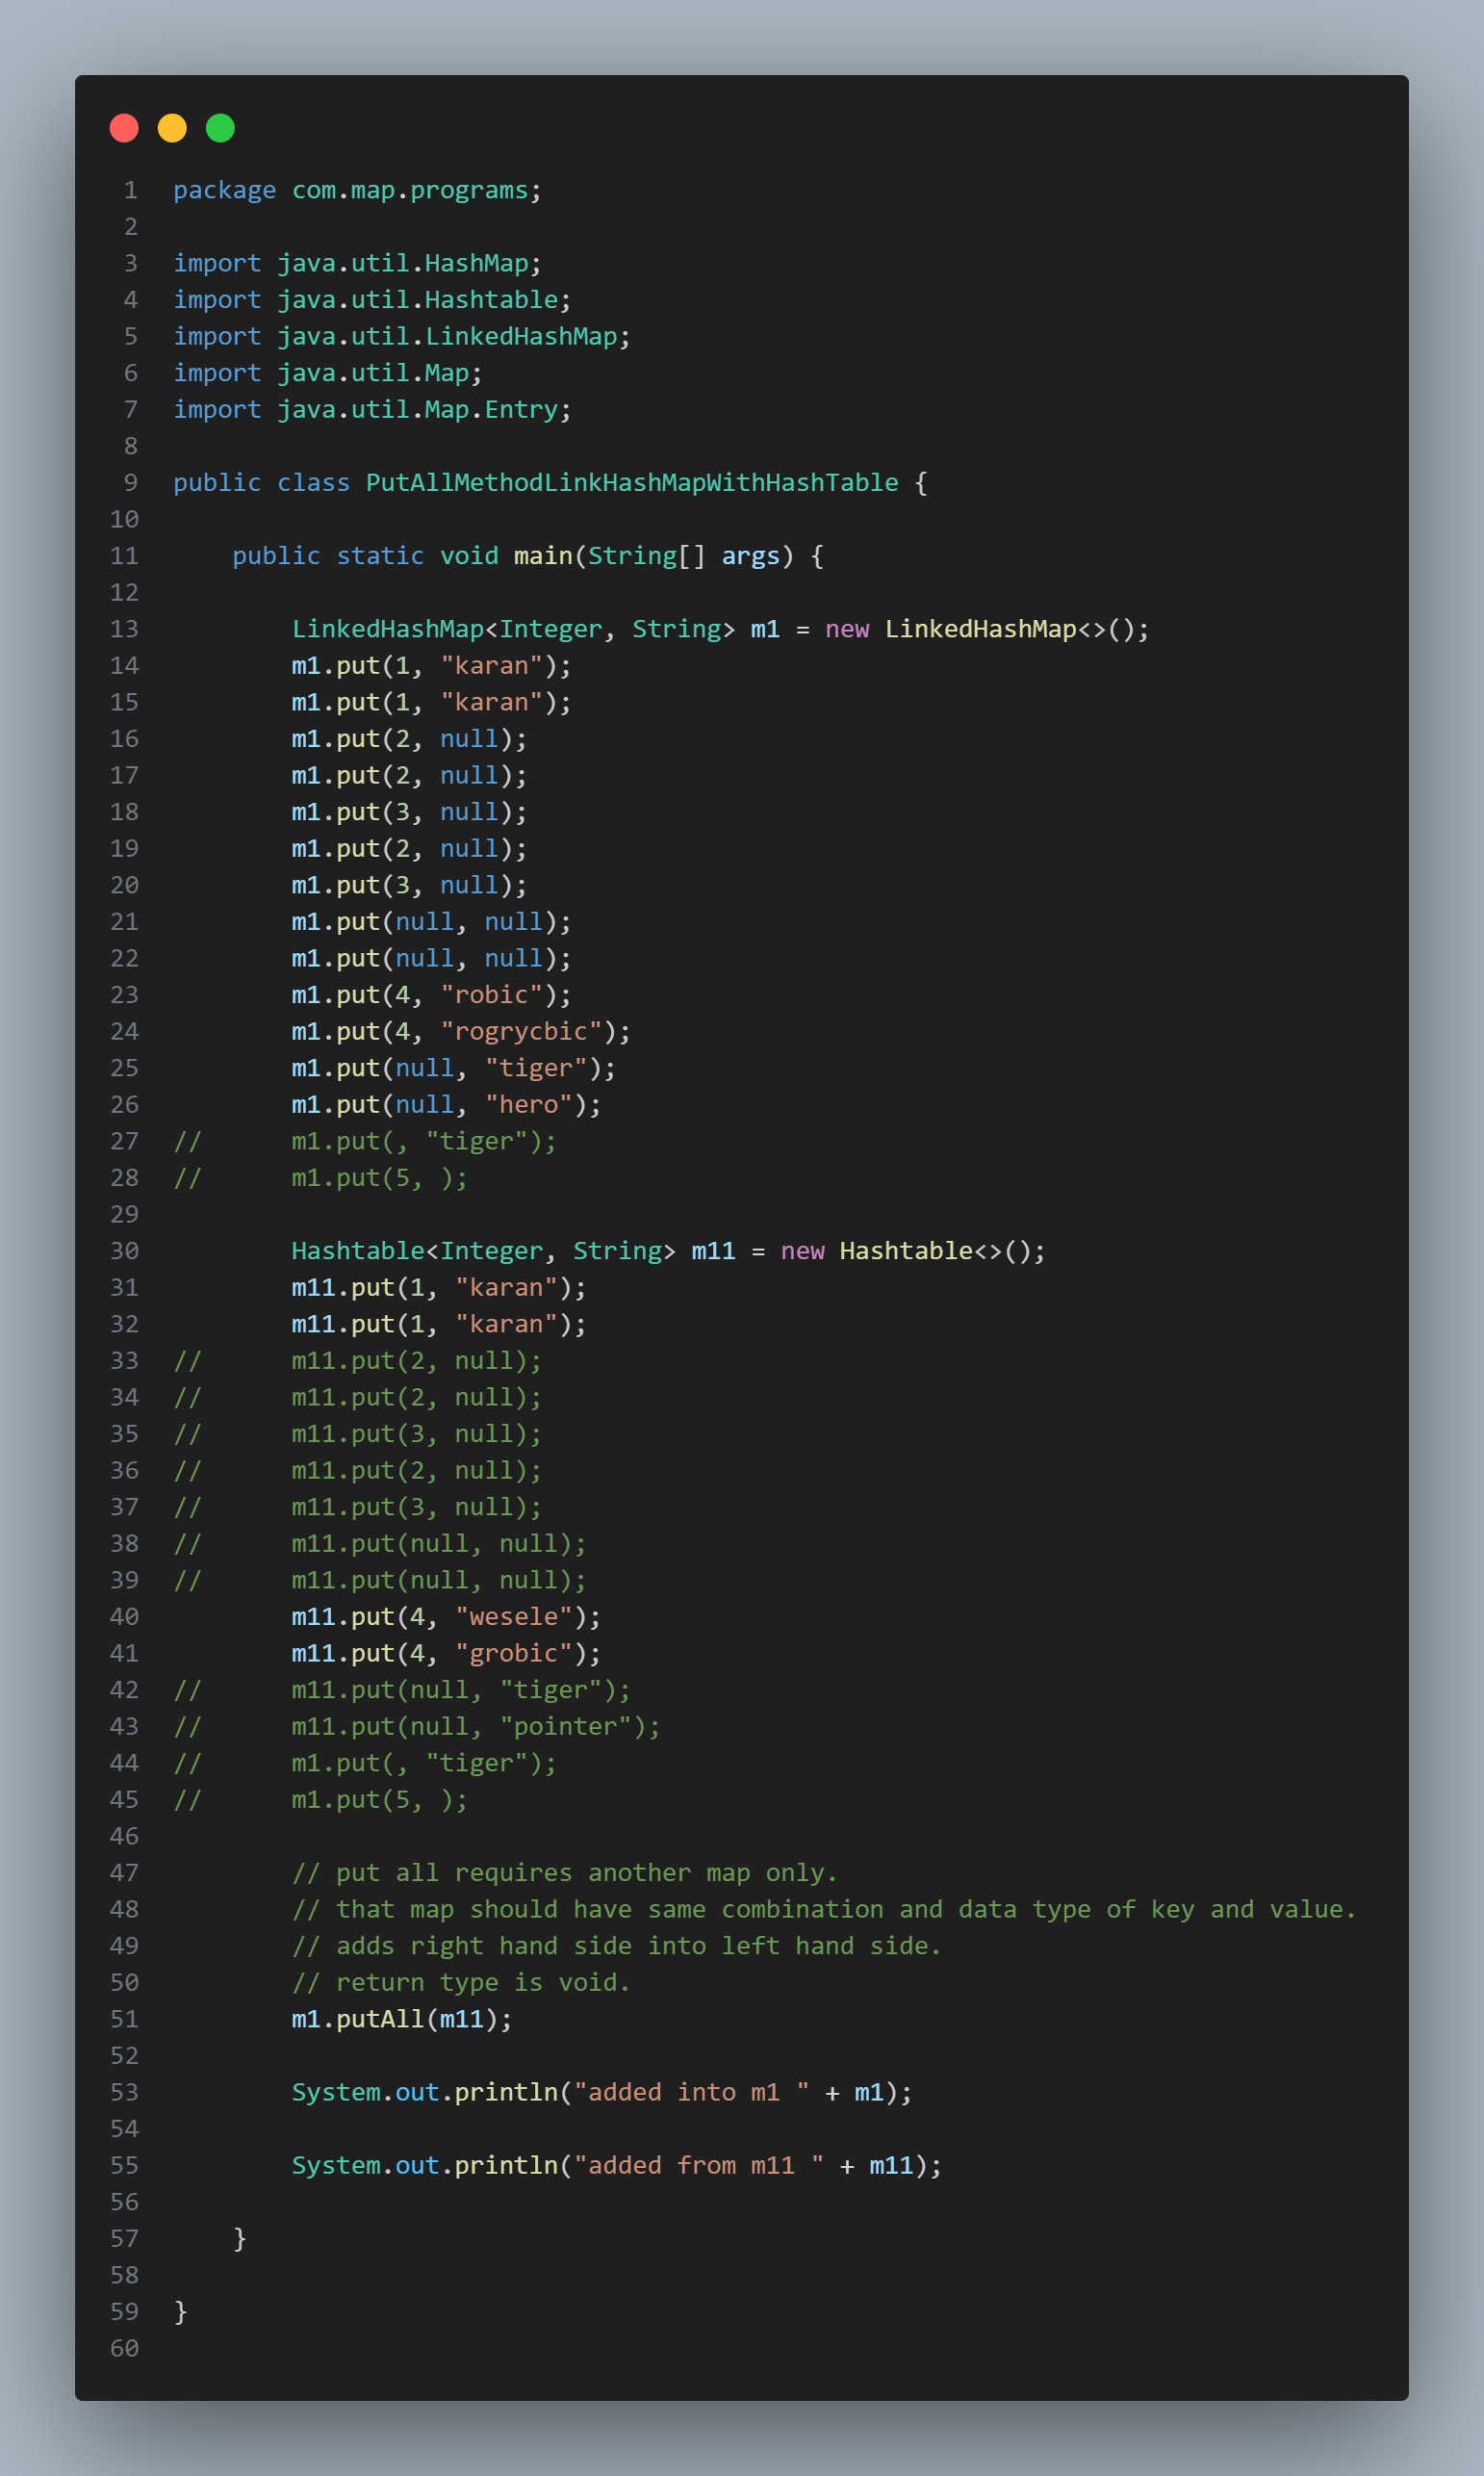 1 package com.map.programs;
2
3 import java.util.HashMap;
4 import java.util.Hashtable;
5 import java.util.LinkedHashMap;
6 import java.util.Map;
7 import java.util.Map.Entry;
8
9 public class PutAllMethodLinkHashMapWithHashTable {
10
11     public static void main(String[] args) {
12
13         LinkedHashMap<Integer, String> m1 = new LinkedHashMap<>();
14         m1.put(1, "karan");
15         m1.put(1, "karan");
16         m1.put(2, null);
17         m1.put(2, null);
18         m1.put(3, null);
19         m1.put(2, null);
20         m1.put(3, null);
21         m1.put(null, null);
22         m1.put(null, null);
23         m1.put(4, "robic");
24         m1.put(4, "rogrycbic");
25         m1.put(null, "tiger");
26         m1.put(null, "hero");
27 //      m1.put(, "tiger");
28 //      m1.put(5, );
29
30         Hashtable<Integer, String> m11 = new Hashtable<>();
31         m11.put(1, "karan");
32         m11.put(1, "karan");
33 //      m11.put(2, null);
34 //      m11.put(2, null);
35 //      m11.put(3, null);
36 //      m11.put(2, null);
37 //      m11.put(3, null);
38 //      m11.put(null, null);
39 //      m11.put(null, null);
40         m11.put(4, "wesele");
41         m11.put(4, "grobic");
42 //      m11.put(null, "tiger");
43 //      m11.put(null, "pointer");
44 //      m1.put(, "tiger");
45 //      m1.put(5, );
46
47         // put all requires another map only.
48         // that map should have same combination and data type of key and value.
49         // adds right hand side into left hand side.
50         // return type is void.
51         m1.putAll(m11);
52
53         System.out.println("added into m1 " + m1);
54
55         System.out.println("added from m11 " + m11);
56
57     }
58
59 }
60